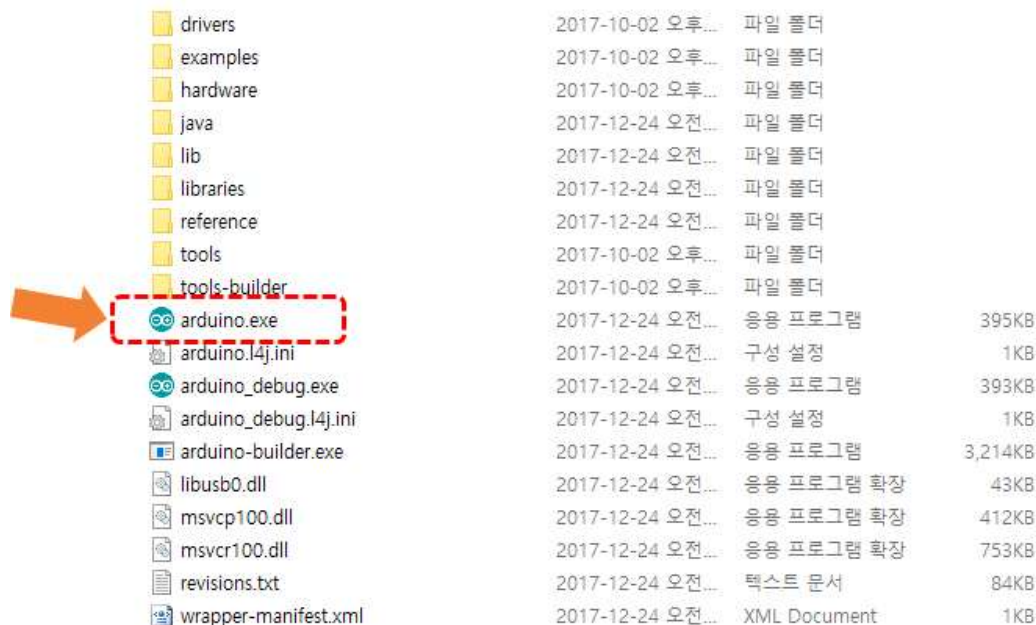 drivers 2017-10-02 오후... 파일 폴더
examples 2017-10-02 오후... 파일 폴더
hardware 2017-10-02 오후... 파일 폴더
java 2017-12-24 오전... 파일 폴더
lib 2017-12-24 오전... 파일 폴더
libraries 2017-12-24 오전... 파일 폴더
reference 2017-12-24 오전... 파일 폴더
tools 2017-10-02 오후... 파일 폴더
tools-builder 2017-10-02 오후... 파일 폴더
arduino.exe 2017-12-24 오전... 응용 프로그램 395KB
arduino.l4j.ini 2017-12-24 오전... 구성 설정 1KB
arduino_debug.exe 2017-12-24 오전... 응용 프로그램 393KB
arduino_debug.l4j.ini 2017-12-24 오전... 구성 설정 1KB
arduino-builder.exe 2017-12-24 오전... 응용 프로그램 3,214KB
libusb0.dll 2017-12-24 오전... 응용 프로그램 확장 43KB
msvcp100.dll 2017-12-24 오전... 응용 프로그램 확장 412KB
msvcr100.dll 2017-12-24 오전... 응용 프로그램 확장 753KB
revisions.txt 2017-12-24 오전... 텍스트 문서 84KB
wrapper-manifest.xml 2017-12-24 오전... XML Document 1KB